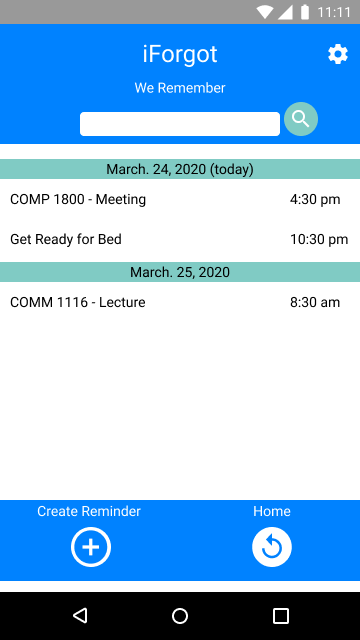 11:11
iForgot
We Remember
March. 24, 2020 (today)
COMP 1800 - Meeting 4:30 pm
Get Ready for Bed 10:30 pm
March. 25, 2020
COMM 1116 - Lecture 8:30 am
Create Reminder Home